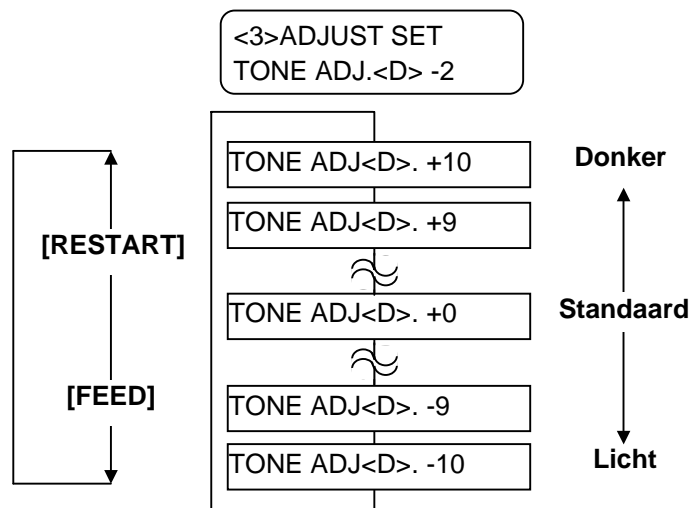 <3>ADJUST SET
TONE ADJ.<D> -2
TONE ADJ<D>. +10
Donker
TONE ADJ<D>. +9
[RESTART]
TONE ADJ<D>. +0
Standaard
[FEED]
TONE ADJ<D>. -9
TONE ADJ<D>. -10
Licht